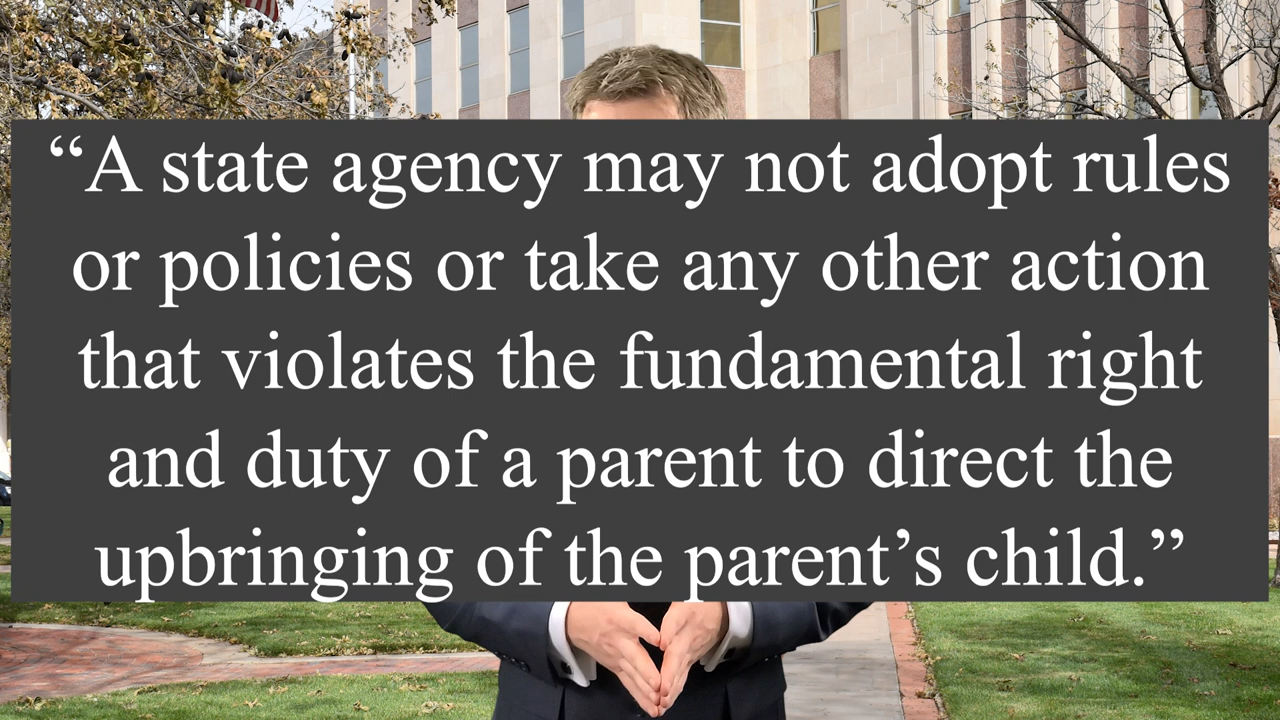 “A state agency may not adopt rules
or policies or take any other action
that violates the fundamental right
and duty of a parent to direct the
upbringing of the parent’s child.”